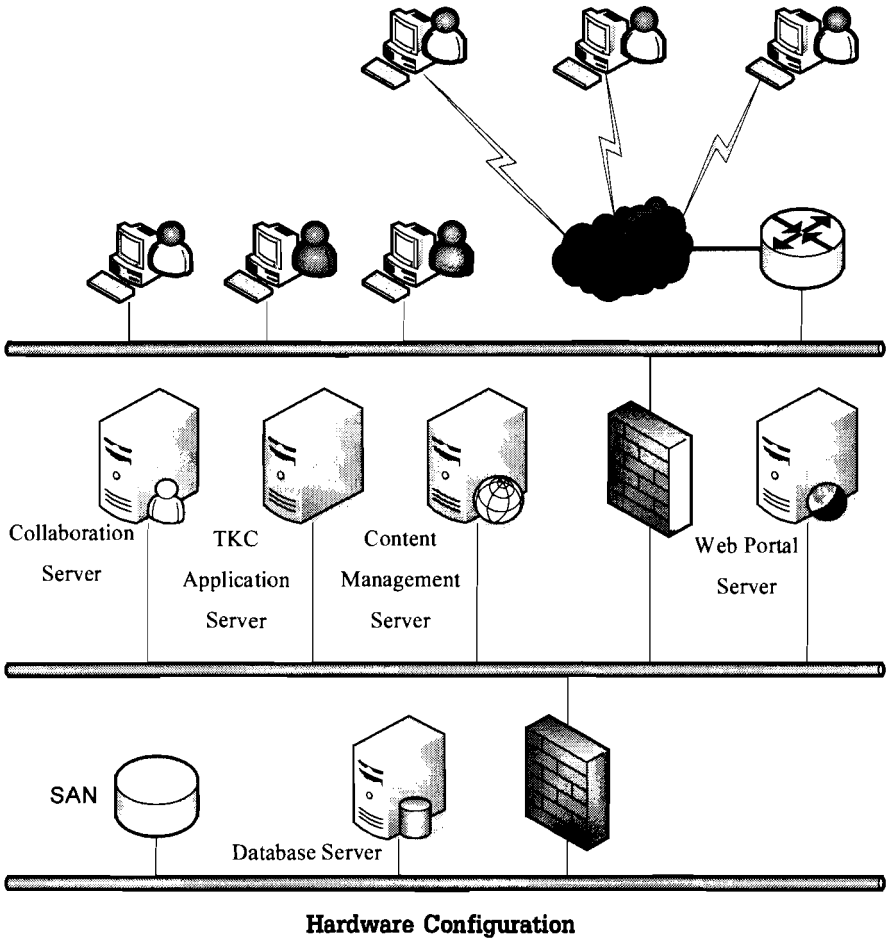 Collaboration
Server
TKC
Application
Server
Content
Management
Server
Web Portal
Server
SAN
Database Server
Hardware Configuration